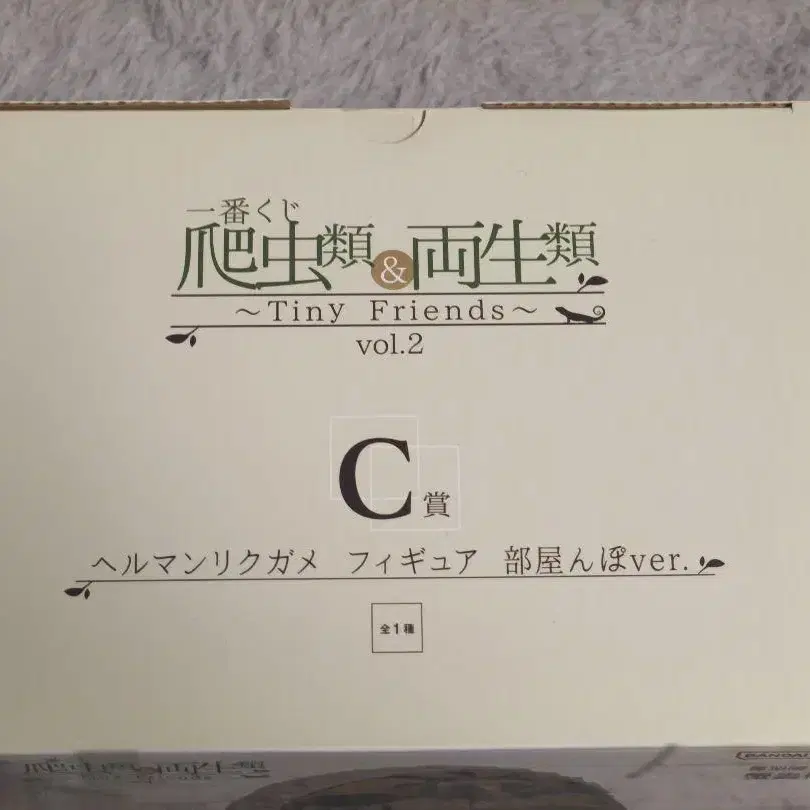 一番くじ
爬虫類&両生類
～Tiny Friends～
vol.2
C賞
ヘルマンリクガメ フィギュア 部屋んぽver.
全1種
BANDAI